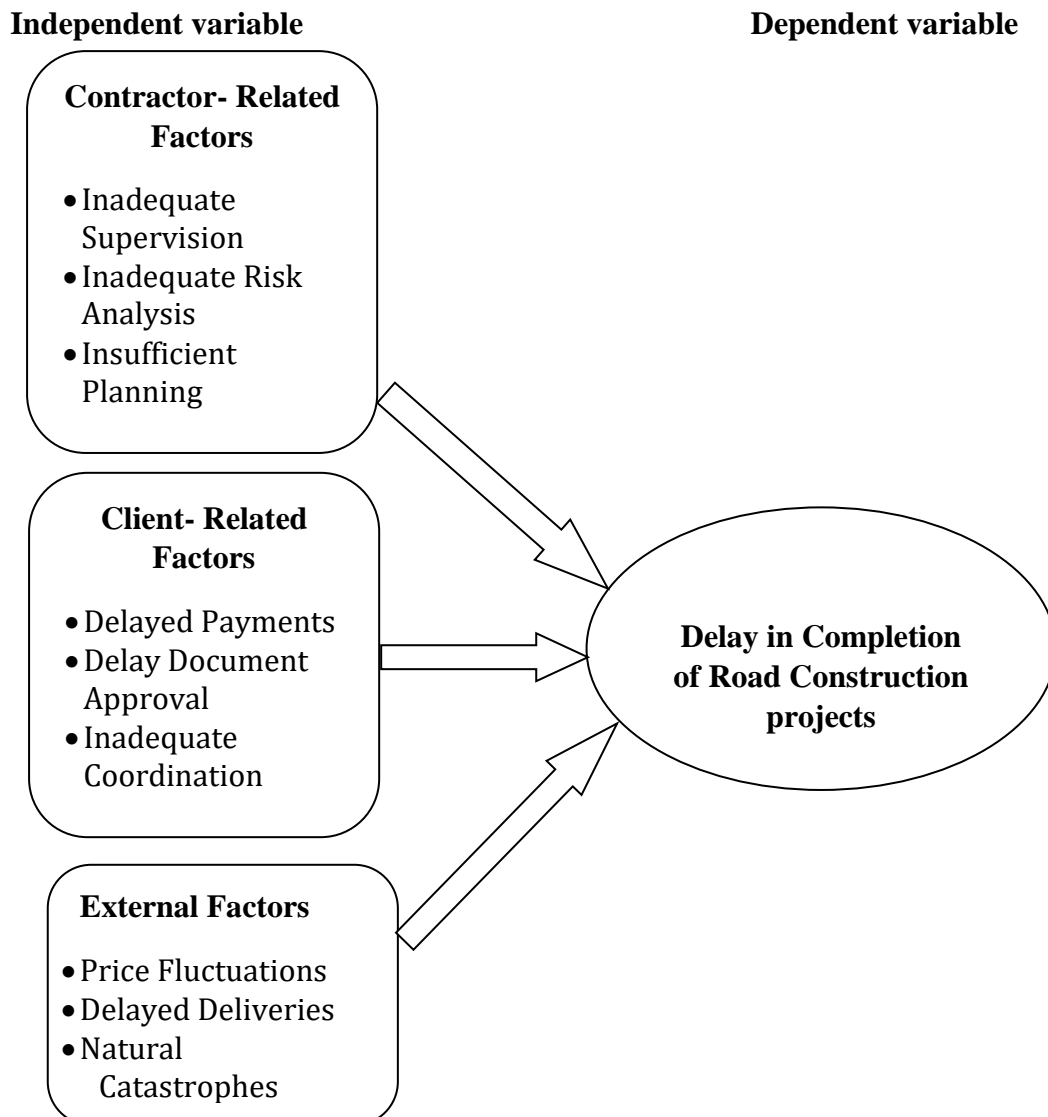 Independent variable
Dependent variable
Contractor- Related
Factors
• Inadequate
Supervision
• Inadequate Risk
Analysis
• Insufficient
Planning
Client- Related
Factors
• Delayed Payments
• Delay Document
Approval
• Inadequate
Coordination
External Factors
• Price Fluctuations
• Delayed Deliveries
• Natural
Catastrophes
Delay in Completion
of Road Construction
projects